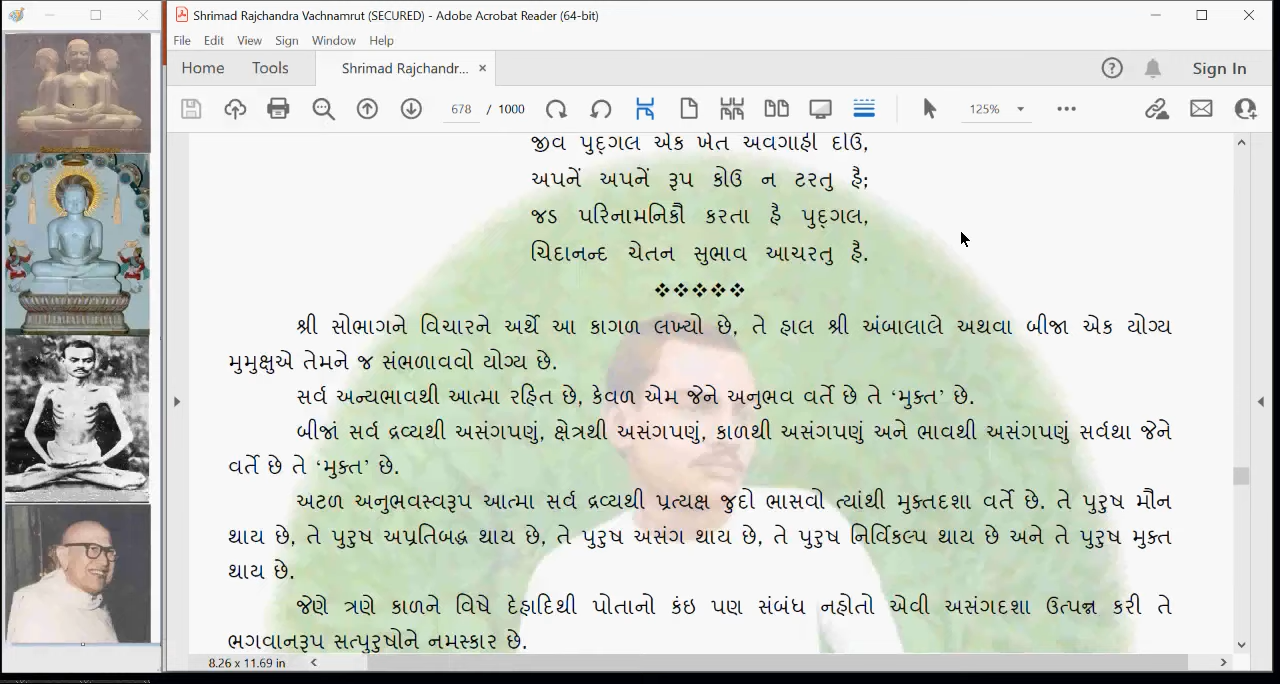 Shrimad Rajchandra Vachnamrut (SECURED) - Adobe Acrobat Reader (64-bit)
File Edit View Sign Window Help
Home Tools Shrimad Rajchandr... × Sign In
678 / 1000 125%
જીવ પુદ્ગલ એક ખેત અવગાહી દોઉ,
અપનેં અપનેં રૂપ કોઉ ન ટરતુ હૈ;
જડ પરિનામનિકૌ કરતા હૈ પુદ્ગલ,
ચિદાનન્દ ચેતન સુભાવ આચરતુ હૈ.
શ્રી સોભાગને વિચારને અર્થે આ કાગળ લખ્યો છે, તે હાલ શ્રી અંબાલાલે અથવા બીજા એક યોગ્ય
મુમુક્ષુએ તેમને જ સંભળાવવો યોગ્ય છે.
સર્વ અન્યભાવથી આત્મા રહિત છે, કેવળ એમ જેને અનુભવ વર્તે છે તે ‘મુક્ત’ છે.
બીજાં સર્વ દ્રવ્યથી અસંગપણું, ક્ષેત્રથી અસંગપણું, કાળથી અસંગપણું અને ભાવથી અસંગપણું સર્વથા જેને
વર્તે છે તે ‘મુક્ત’ છે.
અટળ અનુભવસ્વરૂપ આત્મા સર્વ દ્રવ્યથી પ્રત્યક્ષ જુદો ભાસવો ત્યાંથી મુક્તદશા વર્તે છે. તે પુરુષ મૌન
થાય છે, તે પુરુષ અપ્રતિબદ્ધ થાય છે, તે પુરુષ અસંગ થાય છે, તે પુરુષ નિર્વિકલ્પ થાય છે અને તે પુરુષ મુક્ત
થાય છે.
જેણે ત્રણે કાળને વિષે દેહાદિથી પોતાનો કંઇ પણ સંબંધ નહોતો એવી અસંગદશા ઉત્પન્ન કરી તે
ભગવાનરૂપ સત્પુરુષોને નમસ્કાર છે.
8.26 x 11.69 in